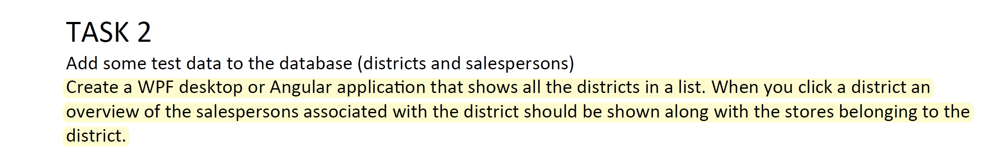 TASK 2
Add some test data to the database (districts and salespersons)
Create a WPF desktop or Angular application that shows all the districts in a list. When you click a district an
overview of the salespersons associated with the district should be shown along with the stores belonging to the
district.